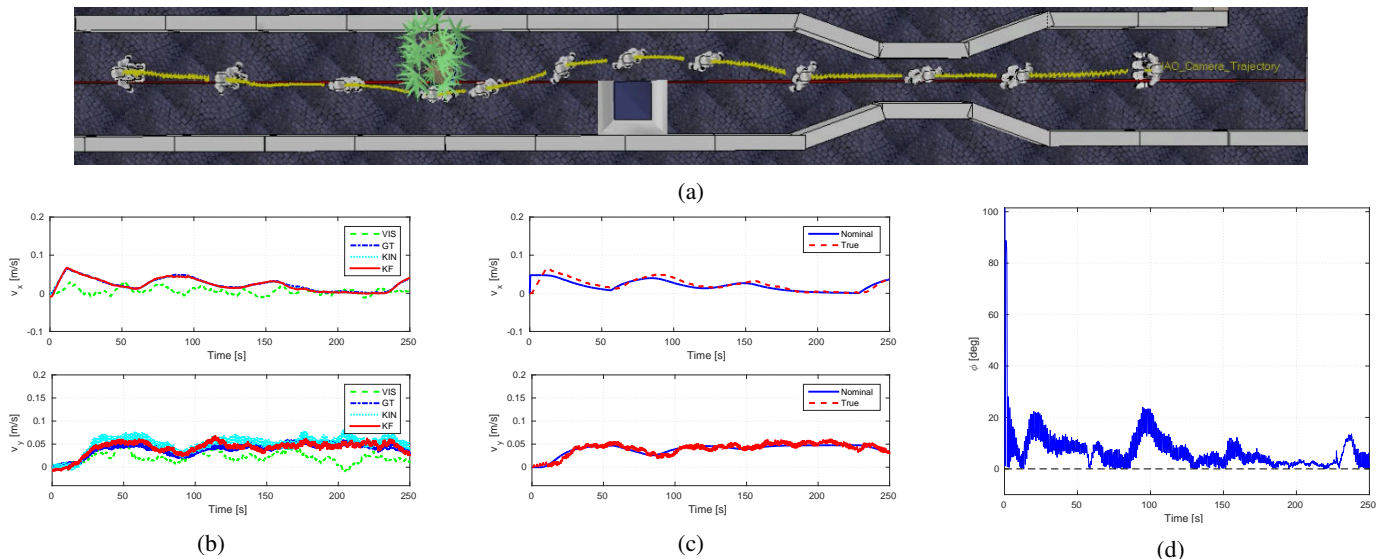 JAO_Camera_Trajectory
(a)
0.2
0.1
0
-0.1
v_x [m/s]
VIS
GT
KIN
KF
0 50 100 150 200 250
Time [s]
0.2
0.15
0.1
0.05
0
v_y [m/s]
VIS
GT
KIN
KF
0 50 100 150 200 250
Time [s]
(b)
0.2
0.1
0
-0.1
v_x [m/s]
Nominal
True
0 50 100 150 200 250
Time [s]
0.2
0.15
0.1
0.05
0
v_y [m/s]
Nominal
True
0 50 100 150 200 250
Time [s]
(c)
100
80
60
40
20
0
ϕ [deg]
0 50 100 150 200 250
Time [s]
(d)